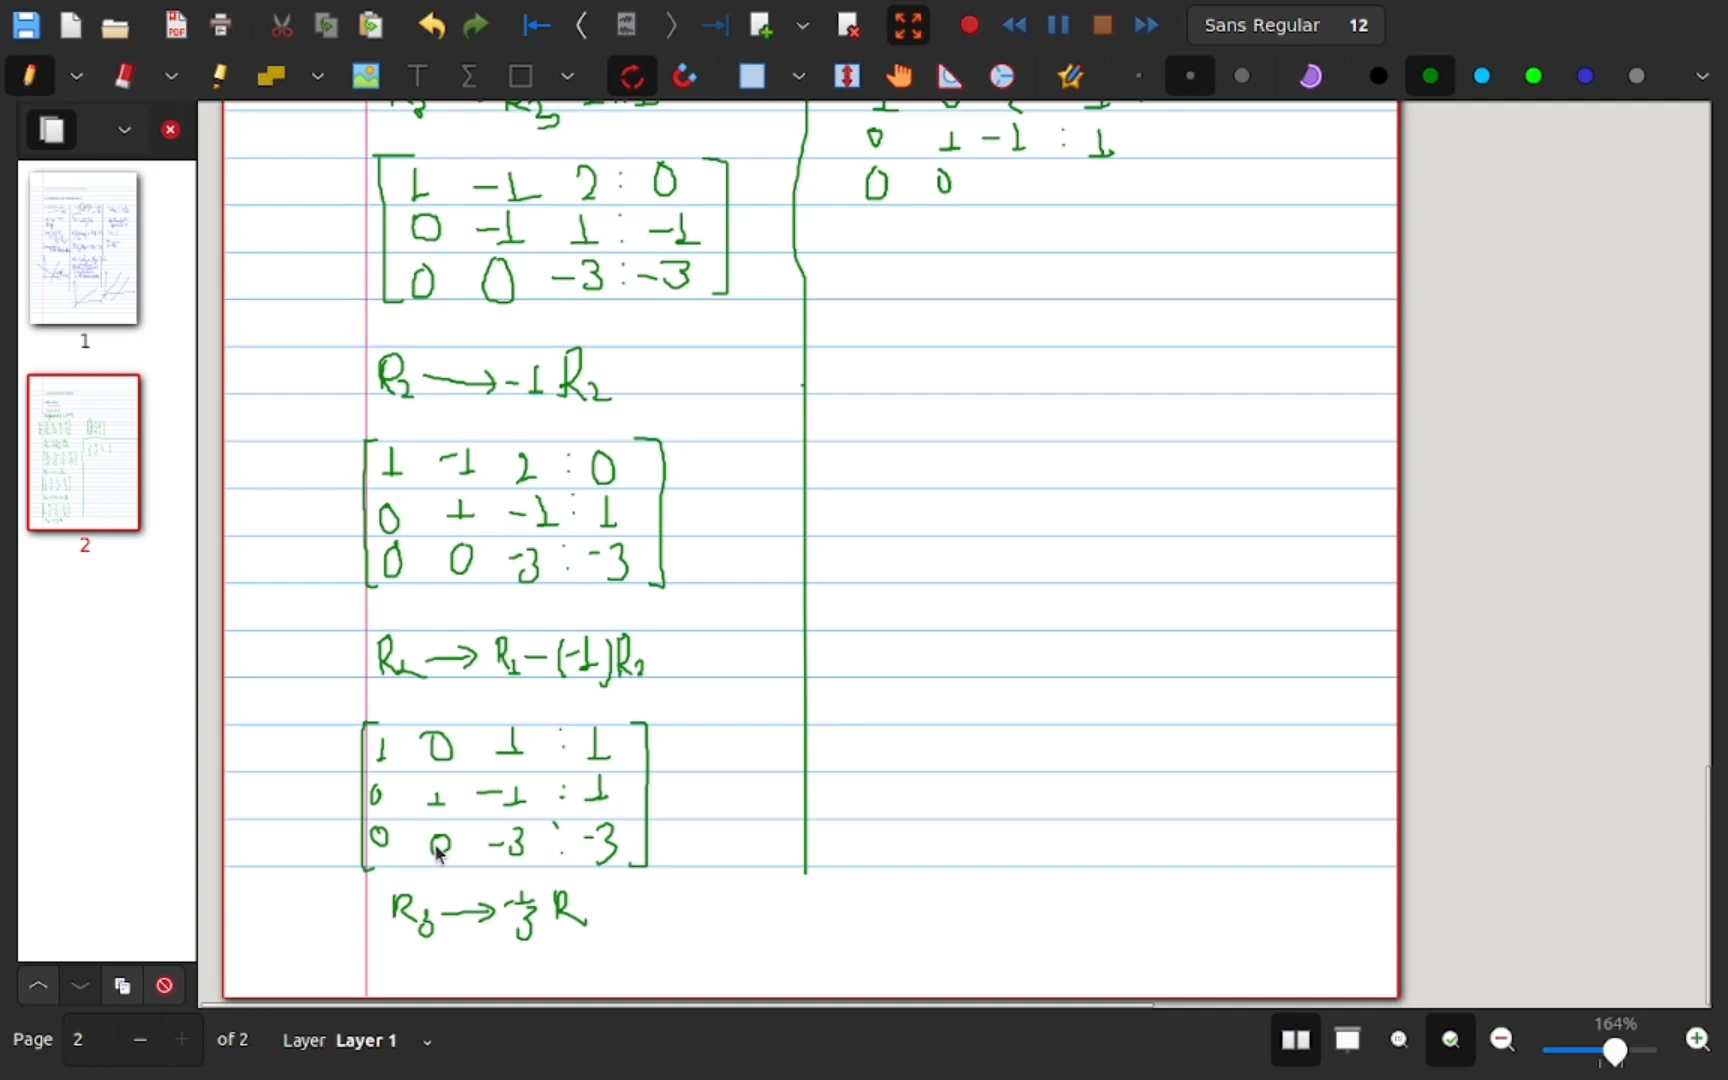 Sans Regular 12
1 -1 2 : 0
0 -1 1 : -1
0 0 -3 : -3
R2 → -1 R2
1 -1 2 : 0
0 1 -1 : 1
0 0 -3 : -3
R1 → R1 - (-1)R2
1 0 1 : 1
0 1 -1 : 1
0 0 -3 : -3
R3 → -1/3 R
0 1 -1 : 1
0 0
1
2
Page 2 of 2 Layer Layer 1
164%